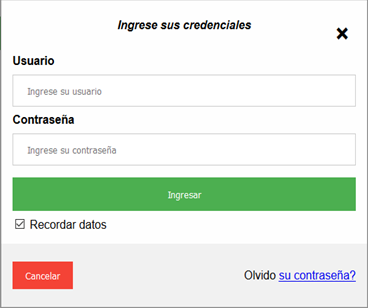 Ingrese sus credenciales
Usuario
Ingrese su usuario
Contraseña
Ingrese su contraseña
Ingresar
Recordar datos
Cancelar
Olvido su contraseña?